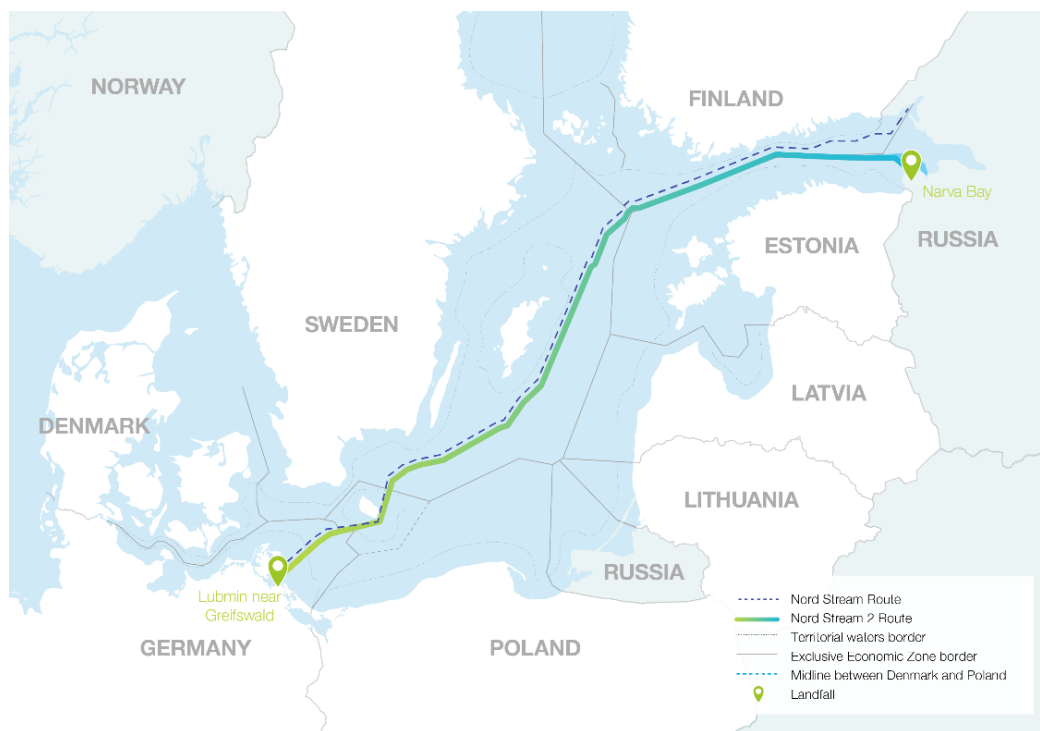 NORWAY
FINLAND
Narva Bay
RUSSIA
ESTONIA
SWEDEN
LATVIA
DENMARK
LITHUANIA
RUSSIA
Lubmin near
Greifswald
GERMANY
POLAND
Nord Stream Route
Nord Stream 2 Route
Territorial waters border
Exclusive Economic Zone border
Midline between Denmark and Poland
Landfall